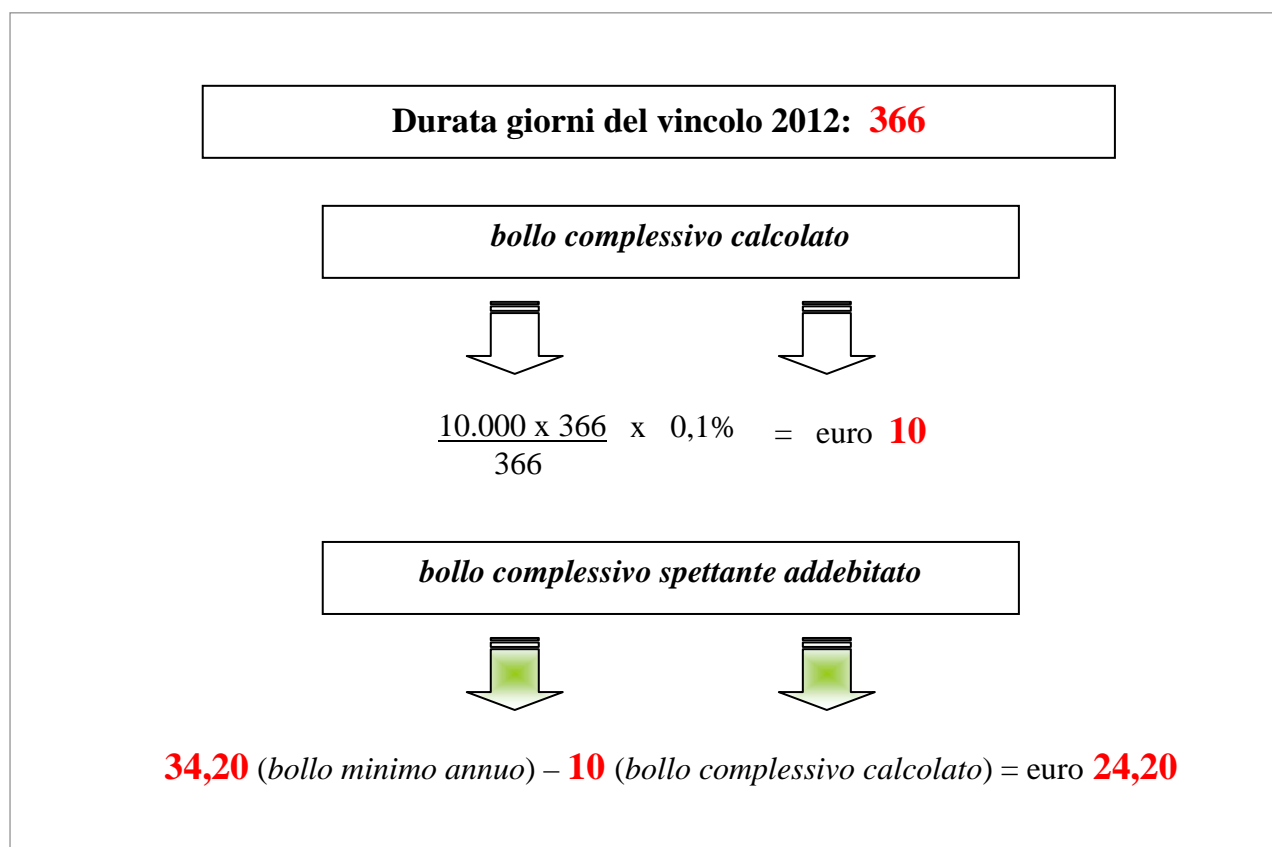 Durata giorni del vincolo 2012: 366
bollo complessivo calcolato
10.000 x 366 x 0,1% = euro 10
366
bollo complessivo spettante addebitato
34,20 (bollo minimo annuo) – 10 (bollo complessivo calcolato) = euro 24,20